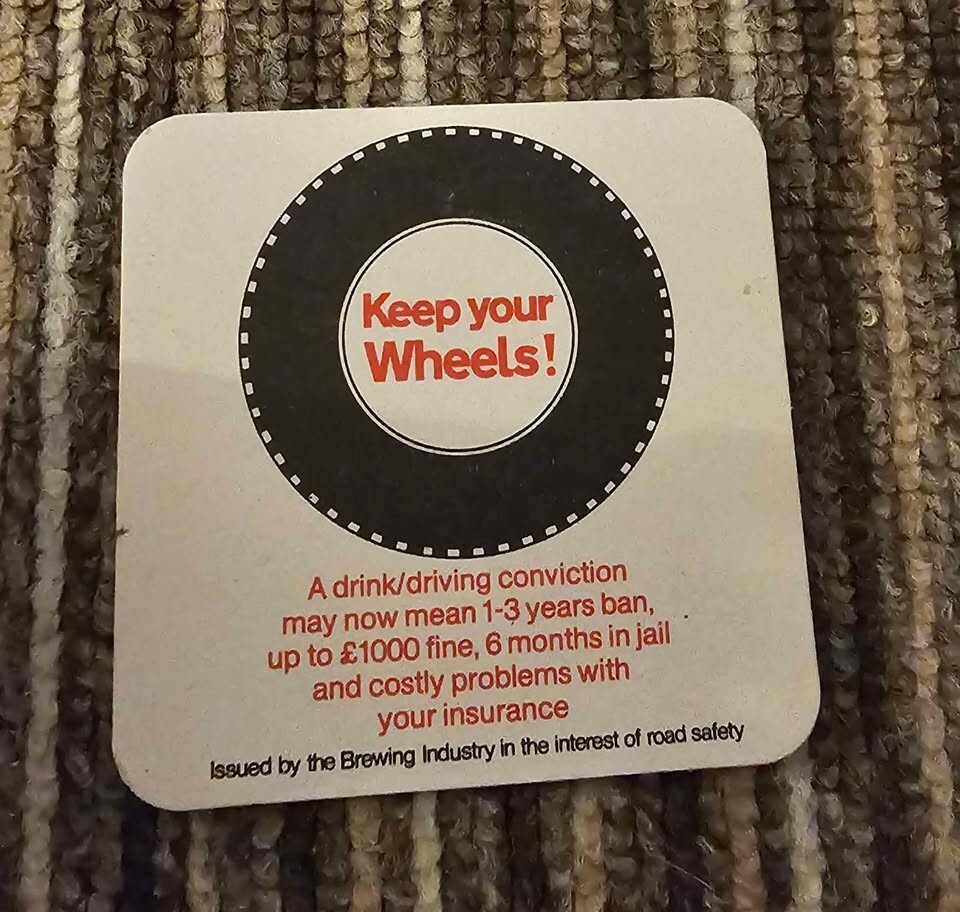 Keep your
Wheels!
A drink/driving conviction
may now mean 1-3 years ban,
up to £1000 fine, 6 months in jail
and costly problems with
your insurance
Issued by the Brewing Industry in the interest of road safety